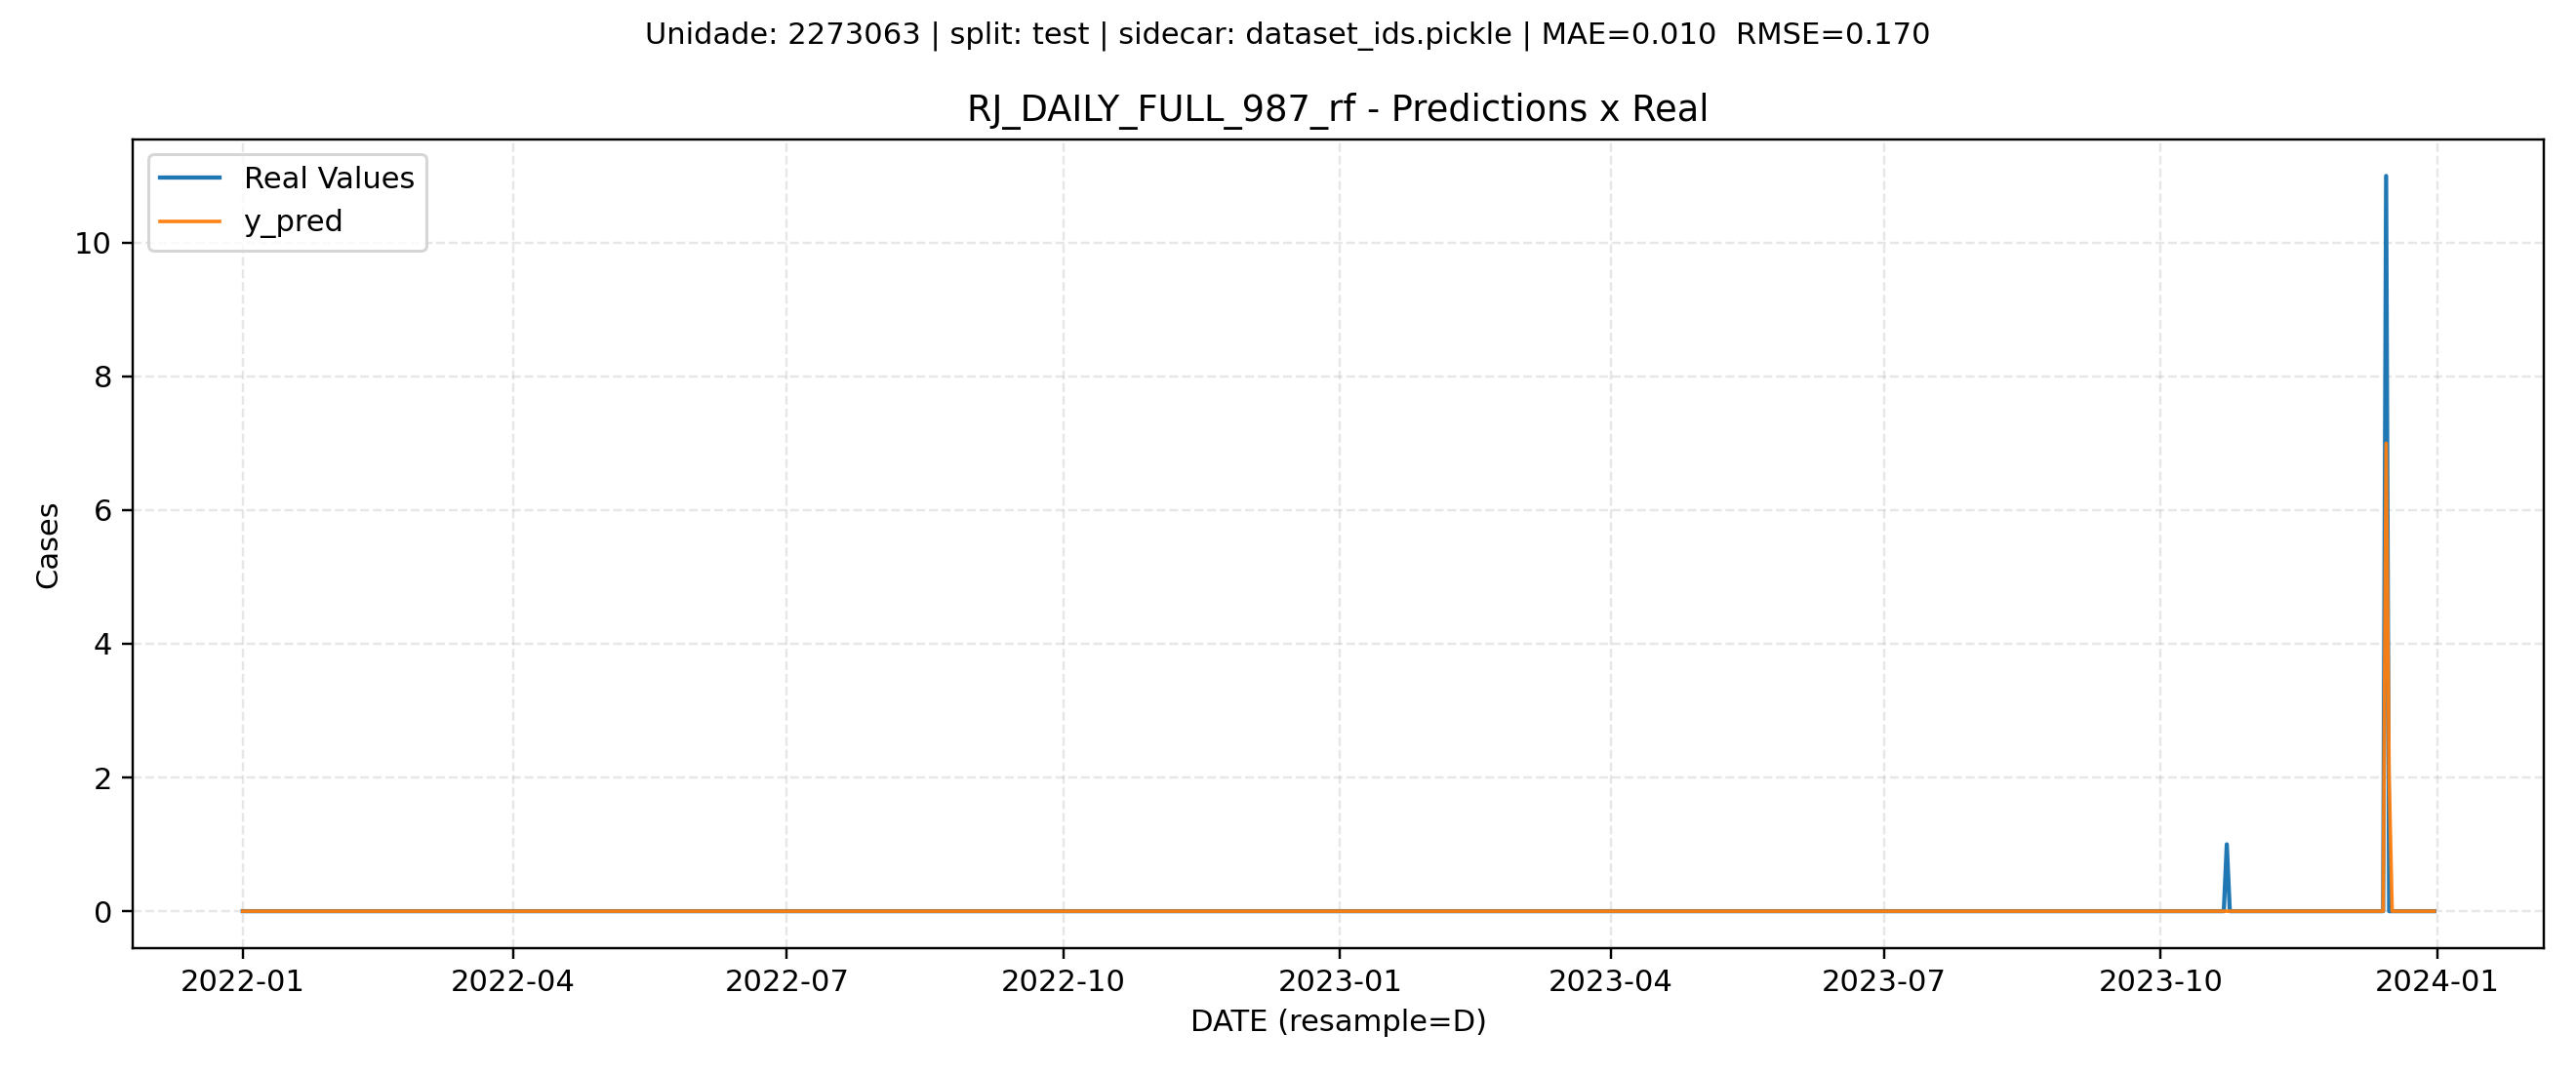 Unidade: 2273063 | split: test | sidecar: dataset_ids.pickle | MAE=0.010  RMSE=0.170
RJ_DAILY_FULL_987_rf - Predictions x Real
Real Values
y_pred
10
8
6
4
2
0
Cases
2022-01
2022-04
2022-07
2022-10
2023-01
2023-04
2023-07
2023-10
2024-01
DATE (resample=D)